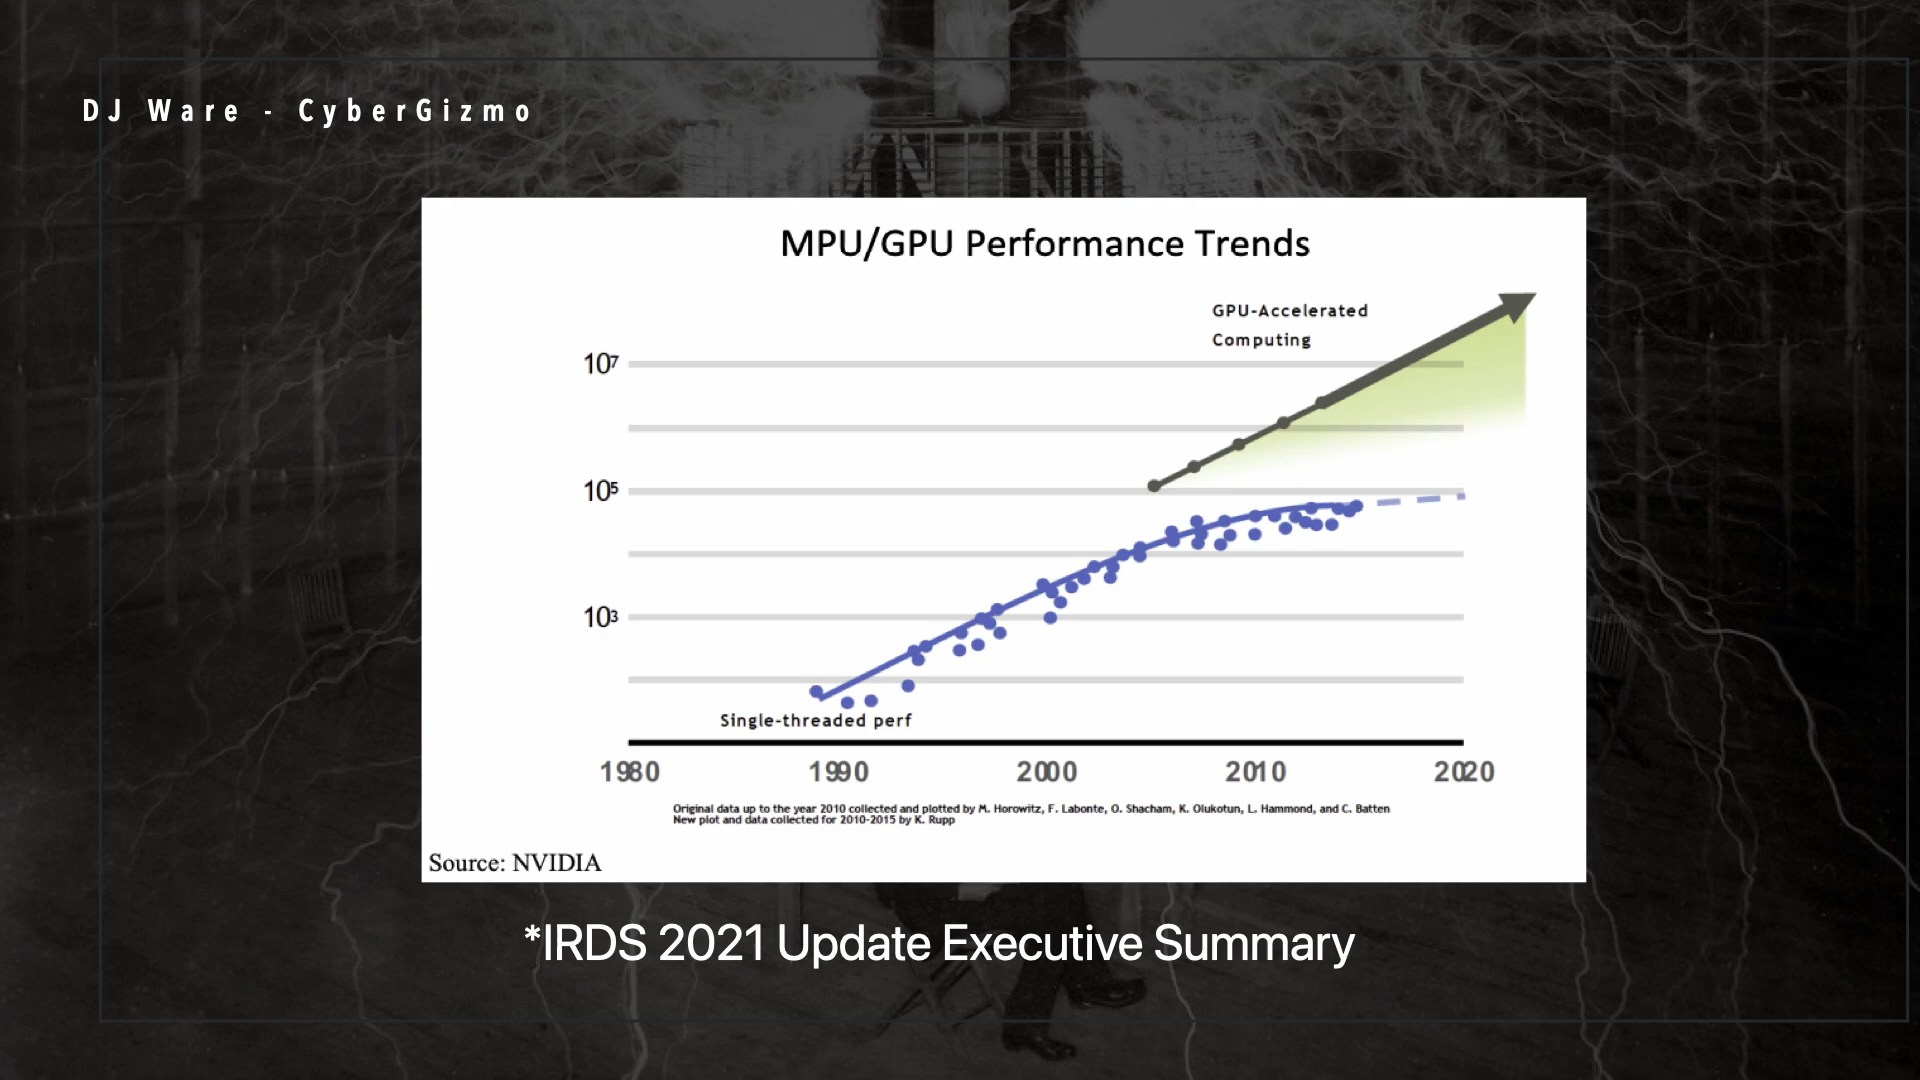 DJ Ware - CyberGizmo
MPU/GPU Performance Trends
GPU-Accelerated
Computing
10⁷
10⁵
10³
Single-threaded perf
1980 1990 2000 2010 2020
Original data up to the year 2010 collected and plotted by M. Horowitz, F. Labonte, O. Shacham, K. Olukotun, L. Hammond, and C. Batten
New plot and data collected for 2010-2015 by K. Rupp
Source: NVIDIA
*IRDS 2021 Update Executive Summary